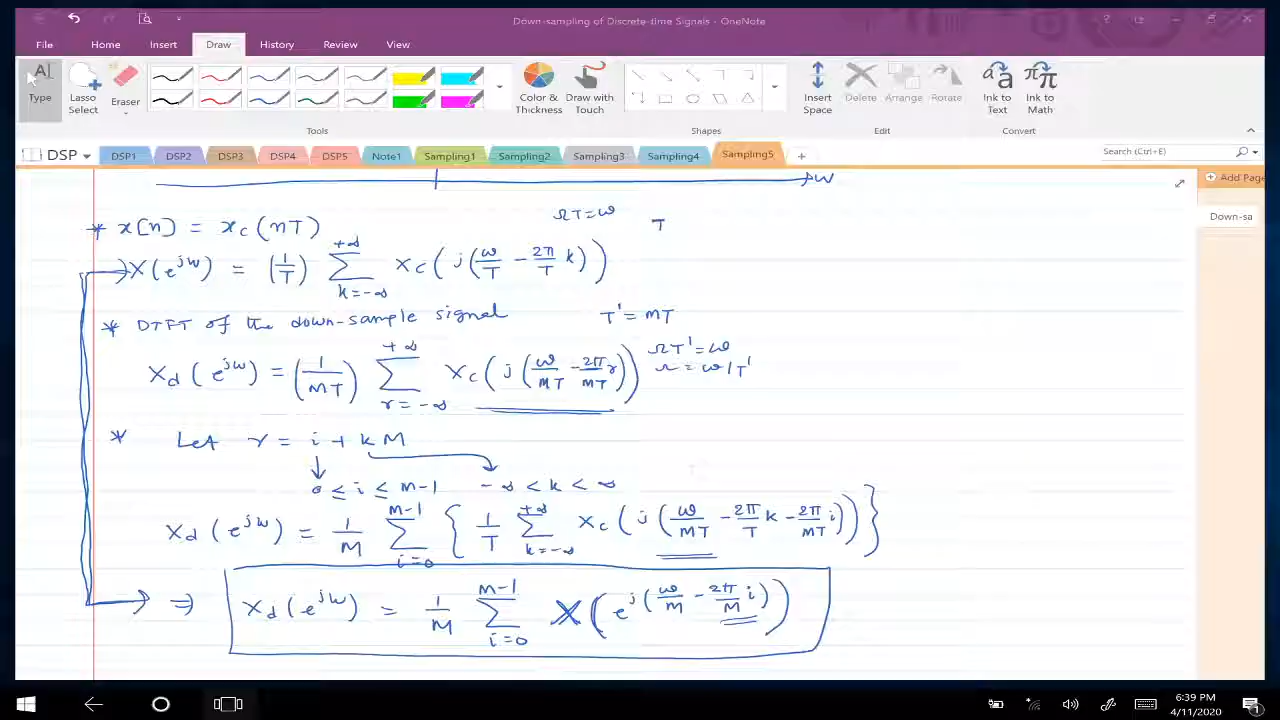 Down-sampling of Discrete-time Signals - OneNote
File Home Insert Draw History Review View
Type Lasso Select Eraser Color & Thickness Draw with Touch Insert Space Delete Arrange Rotate Ink to Text Ink to Math
Tools Shapes Edit Convert
DSP DSP1 DSP2 DSP3 DSP4 DSP5 Note1 Sampling1 Sampling2 Sampling3 Sampling4 Sampling5 + Search (Ctrl+E)
+ Add Page
Down-sa
ω
ΩT = ω T
* x[n] = x_c(nT)
X(e^{jω}) = (1/T) Σ_{k=-∞}^{+∞} X_c(j(ω/T - 2π/T k))
* DTFT of the down-sample signal T' = MT
ΩT' = ω
X_d(e^{jω}) = (1/MT) Σ_{r=-∞}^{+∞} X_c(j(ω/MT - 2π/MT r)) Ω = ω/T'
* Let r = i + kM
0 ≤ i ≤ M-1 -∞ < k < ∞
X_d(e^{jω}) = 1/M Σ_{i=0}^{M-1} { 1/T Σ_{k=-∞}^{+∞} X_c(j(ω/MT - 2π/T k - 2π/MT i)) }
⇒ X_d(e^{jω}) = 1/M Σ_{i=0}^{M-1} X(e^{j(ω/M - 2π/M i)})
6:39 PM
4/11/2020